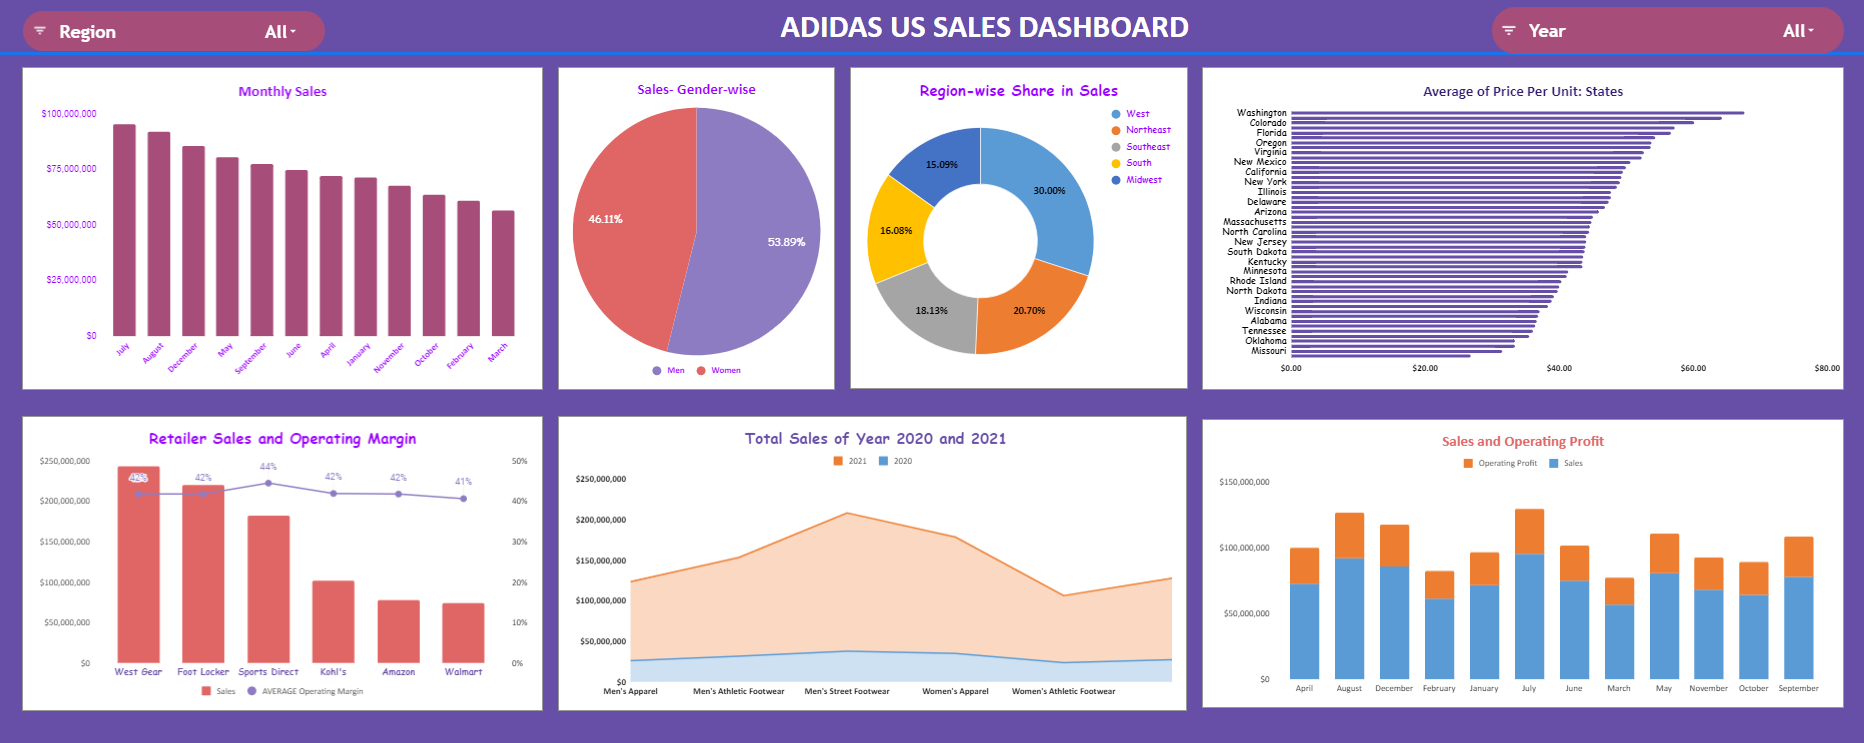 Region
All
ADIDAS US SALES DASHBOARD
Year
All
Monthly Sales
$100,000,000
$75,000,000
$50,000,000
$25,000,000
$0
July
August
December
May
September
June
April
January
November
October
February
March
Sales- Gender-wise
46.11%
53.89%
Men
Women
Region-wise Share in Sales
West
Northeast
Southeast
South
Midwest
15.09%
30.00%
16.08%
18.13%
20.70%
Average of Price Per Unit: States
Washington
Colorado
Florida
Oregon
Virginia
New Mexico
California
New York
Illinois
Delaware
Arizona
Massachusetts
North Carolina
New Jersey
South Dakota
Kentucky
Minnesota
Rhode Island
North Dakota
Indiana
Wisconsin
Alabama
Tennessee
Oklahoma
Missouri
$0.00
$20.00
$40.00
$60.00
$80.00
Retailer Sales and Operating Margin
$250,000,000
$200,000,000
$150,000,000
$100,000,000
$50,000,000
$0
50%
40%
30%
20%
10%
0%
42%
42%
44%
42%
42%
41%
West Gear
Foot Locker
Sports Direct
Kohl's
Amazon
Walmart
Sales
AVERAGE Operating Margin
Total Sales of Year 2020 and 2021
2021
2020
$250,000,000
$200,000,000
$150,000,000
$100,000,000
$50,000,000
$0
Men's Apparel
Men's Athletic Footwear
Men's Street Footwear
Women's Apparel
Women's Athletic Footwear
Sales and Operating Profit
Operating Profit
Sales
$150,000,000
$100,000,000
$50,000,000
$0
April
August
December
February
January
July
June
March
May
November
October
September